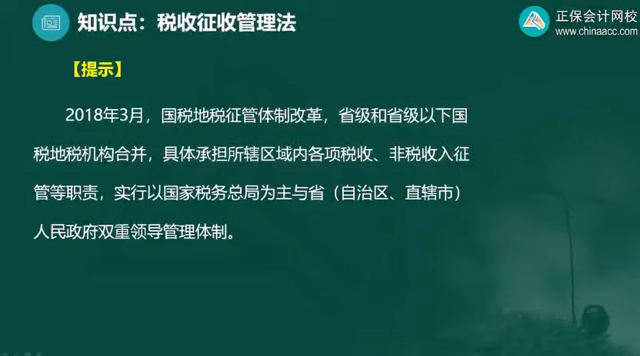 知识点：税收征收管理法
正保会计网校
www.chinaacc.com
【提示】
2018年3月，国税地税征管体制改革，省级和省级以下国
税地税机构合并，具体承担所辖区域内各项税收、非税收入征
管等职责，实行以国家税务总局为主与省（自治区、直辖市）
人民政府双重领导管理体制。